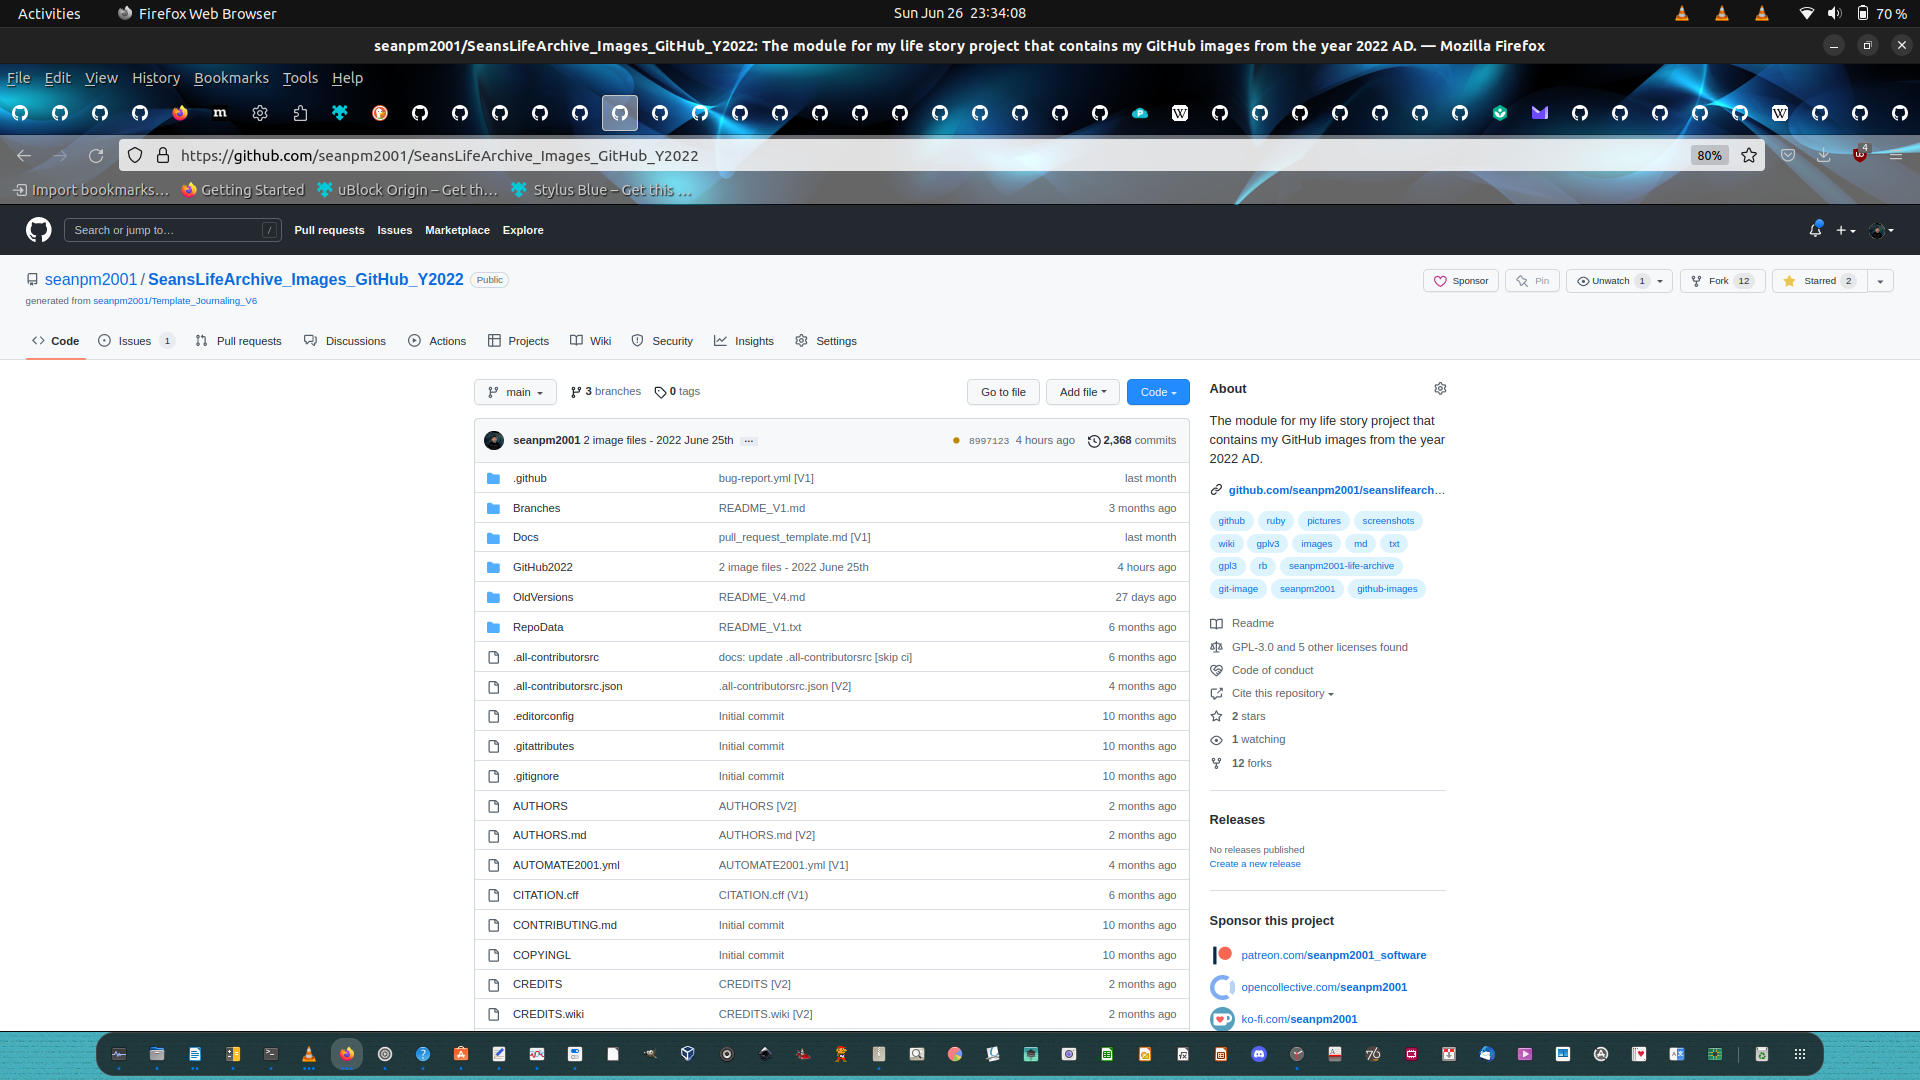 Activities
Firefox Web Browser
Sun Jun 26 23:34:08
70 %
seanpm2001/SeansLifeArchive_Images_GitHub_Y2022: The module for my life story project that contains my GitHub images from the year 2022 AD. — Mozilla Firefox
File Edit View History Bookmarks Tools Help
https://github.com/seanpm2001/SeansLifeArchive_Images_GitHub_Y2022
80%
4
Import bookmarks… Getting Started uBlock Origin – Get th… Stylus Blue – Get this …
Search or jump to… /
Pull requests Issues Marketplace Explore
seanpm2001 / SeansLifeArchive_Images_GitHub_Y2022 Public
generated from seanpm2001/Template_Journaling_V6
Sponsor Pin Unwatch 1 Fork 12 Starred 2
Code Issues 1 Pull requests Discussions Actions Projects Wiki Security Insights Settings
main 3 branches 0 tags Go to file Add file Code
seanpm2001 2 image files - 2022 June 25th ... 8997123 4 hours ago 2,368 commits
.github bug-report.yml [V1] last month
Branches README_V1.md 3 months ago
Docs pull_request_template.md [V1] last month
GitHub2022 2 image files - 2022 June 25th 4 hours ago
OldVersions README_V4.md 27 days ago
RepoData README_V1.txt 6 months ago
.all-contributorsrc docs: update .all-contributorsrc [skip ci] 6 months ago
.all-contributorsrc.json .all-contributorsrc.json [V2] 4 months ago
.editorconfig Initial commit 10 months ago
.gitattributes Initial commit 10 months ago
.gitignore Initial commit 10 months ago
AUTHORS AUTHORS [V2] 2 months ago
AUTHORS.md AUTHORS.md [V2] 2 months ago
AUTOMATE2001.yml AUTOMATE2001.yml [V1] 4 months ago
CITATION.cff CITATION.cff (V1) 6 months ago
CONTRIBUTING.md Initial commit 10 months ago
COPYINGL Initial commit 10 months ago
CREDITS CREDITS [V2] 2 months ago
CREDITS.wiki CREDITS.wiki [V2] 2 months ago
About
The module for my life story project that
contains my GitHub images from the year
2022 AD.
github.com/seanpm2001/seanslifearch…
github ruby pictures screenshots
wiki gplv3 images md txt
gpl3 rb seanpm2001-life-archive
git-image seanpm2001 github-images
Readme
GPL-3.0 and 5 other licenses found
Code of conduct
Cite this repository
2 stars
1 watching
12 forks
Releases
No releases published
Create a new release
Sponsor this project
patreon.com/seanpm2001_software
opencollective.com/seanpm2001
ko-fi.com/seanpm2001